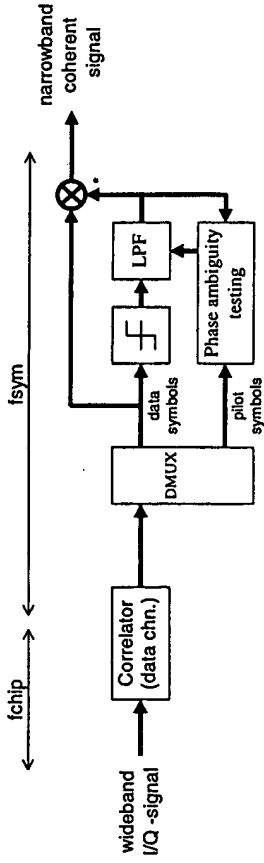 fchip
fsym
wideband
I/Q -signal
Correlator
(data chn.)
DMUX
data
symbols
pilot
symbols
LPF
Phase ambiguity
testing
*
narrowband
coherent
signal